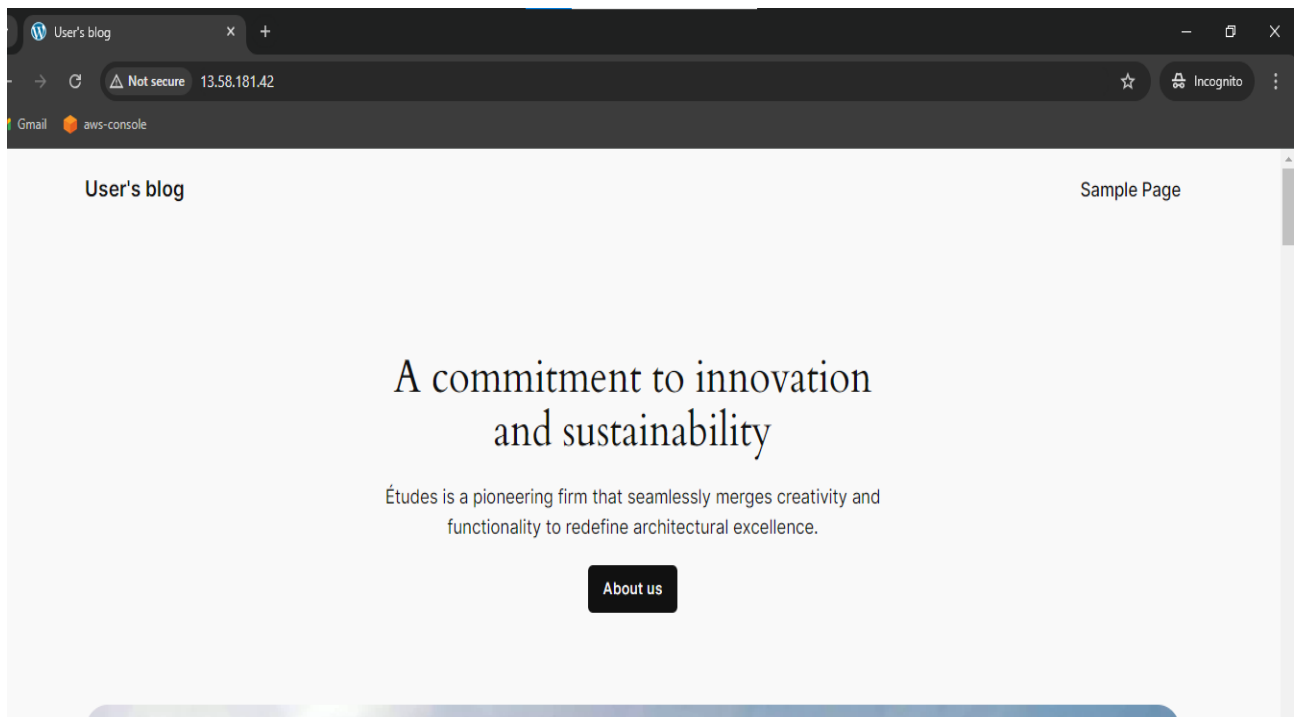 User's blog
Not secure 13.58.181.42
Incognito
Gmail aws-console
User's blog
Sample Page
A commitment to innovation
and sustainability
Études is a pioneering firm that seamlessly merges creativity and
functionality to redefine architectural excellence.
About us